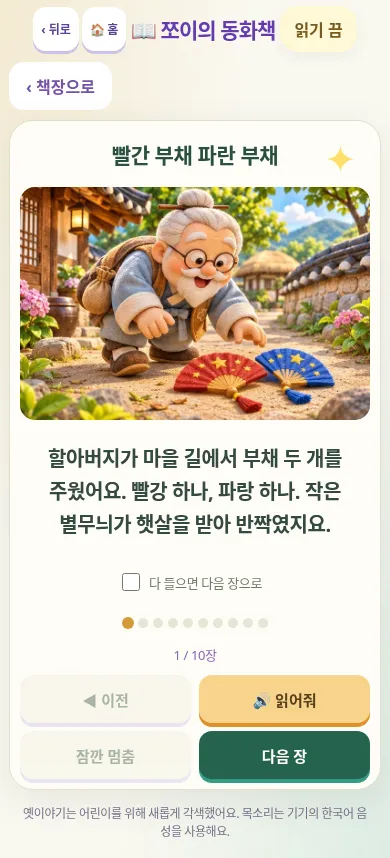 ‹ 뒤로 🏠 홈 📖 쪼이의 동화책 읽기 끔
‹ 책장으로
빨간 부채 파란 부채
할아버지가 마을 길에서 부채 두 개를
주웠어요. 빨강 하나, 파랑 하나. 작은
별무늬가 햇살을 받아 반짝였지요.
다 들으면 다음 장으로
1 / 10장
◀ 이전 🔊 읽어줘
잠깐 멈춤 다음 장
옛이야기는 어린이를 위해 새롭게 각색했어요. 목소리는 기기의 한국어 음
성을 사용해요.